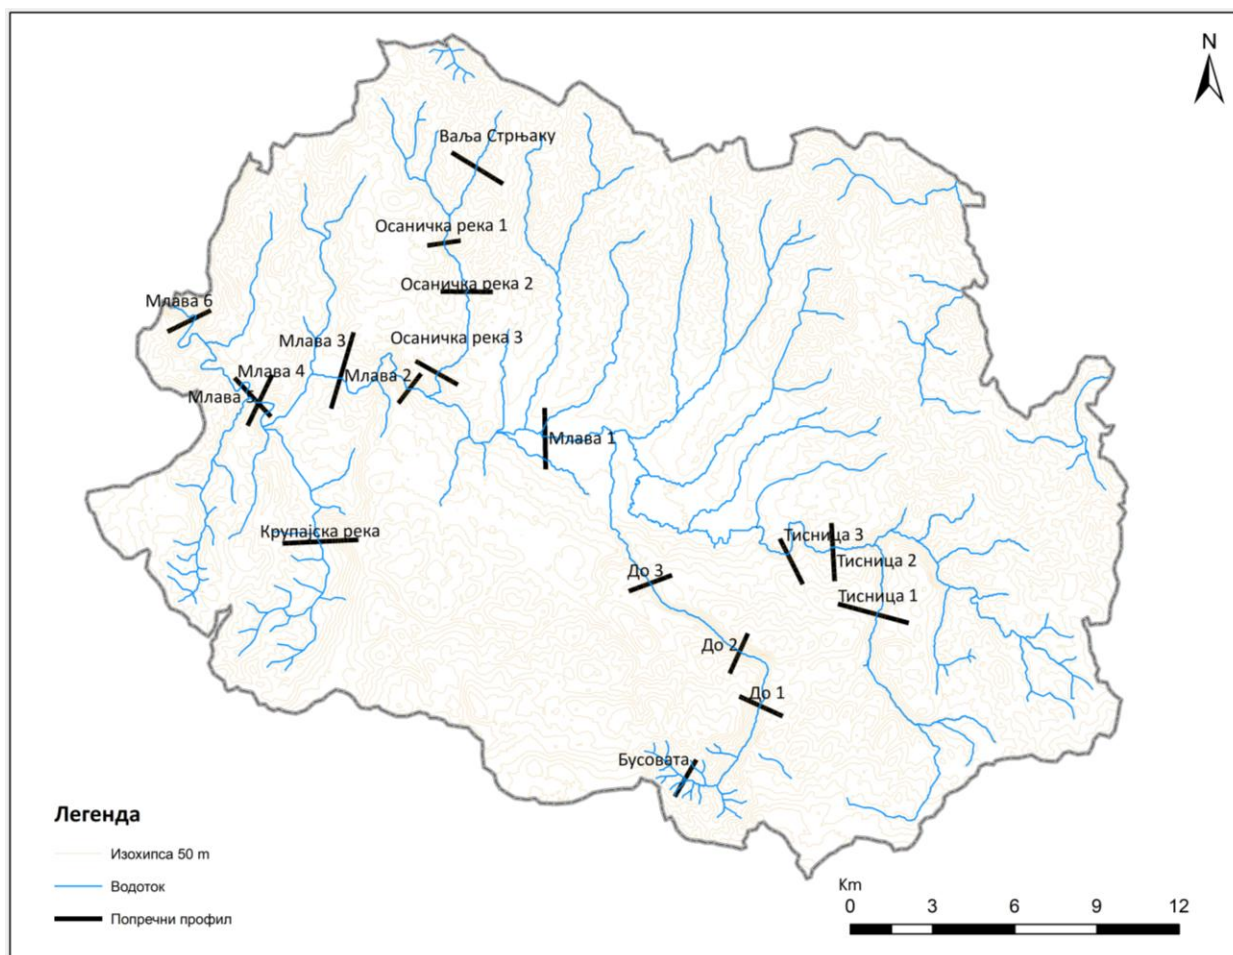 N
Ваља Стрњаку
Осаничка река 1
Осаничка река 2
Млава 6
Осаничка река 3
Млава 3
Млава 4
Млава 2
Млава 5
Млава 1
Крупајска река
Тисница 3
Тисница 2
До 3
Тисница 1
До 2
До 1
Бусовата
Легенда
Изохипса 50 m
Водоток
Попречни профил
Km
0 3 6 9 12